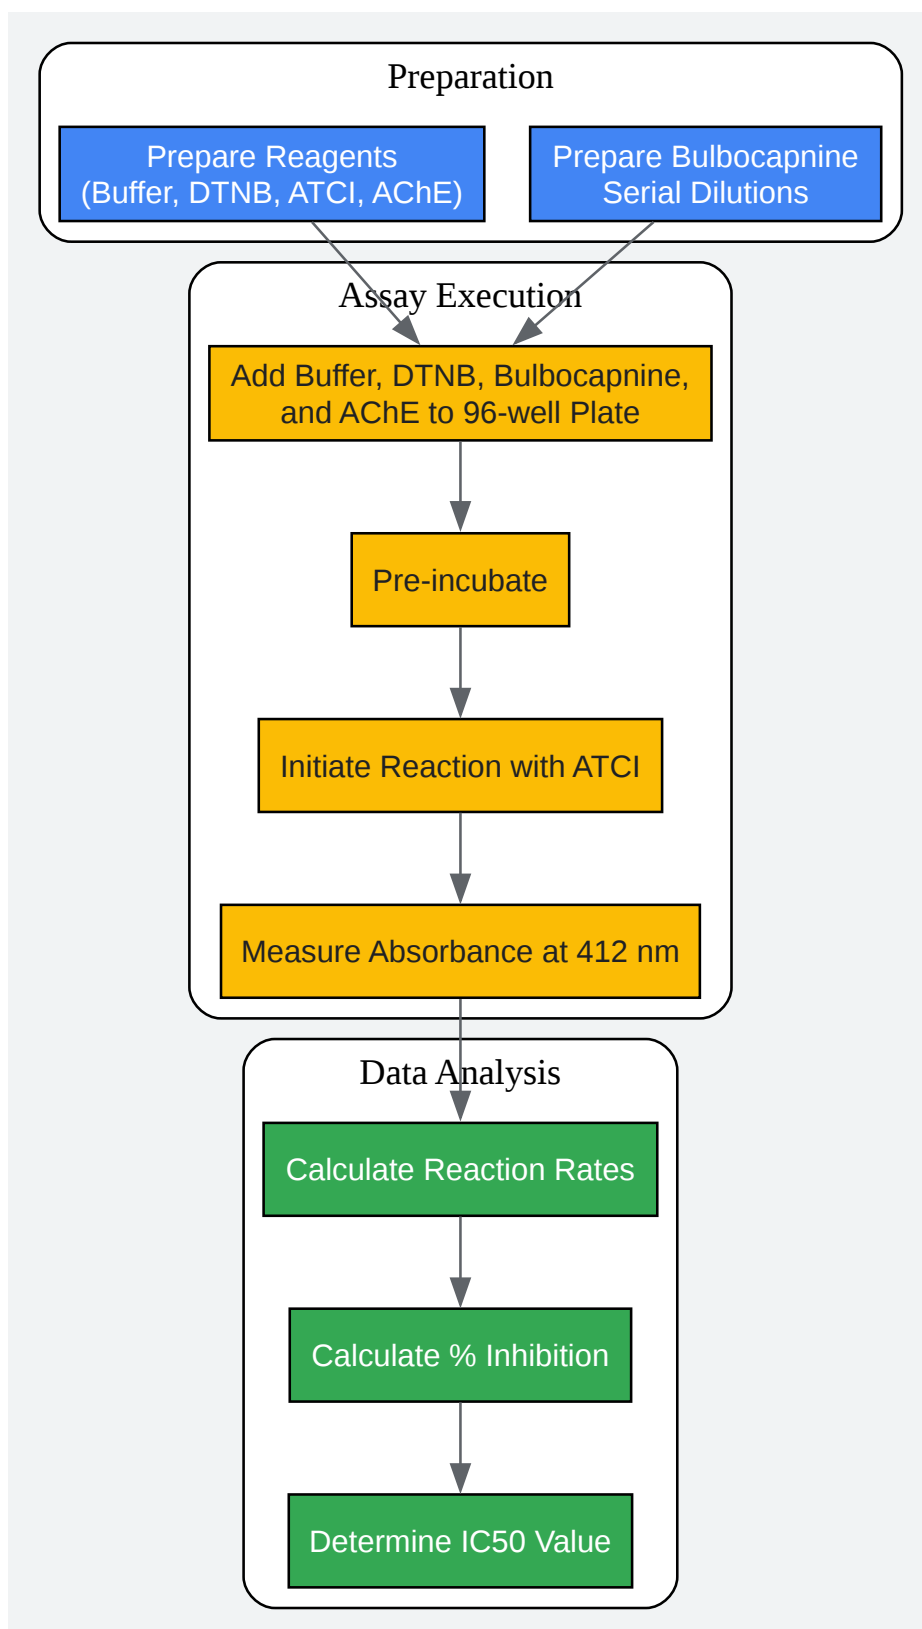 Preparation
Prepare Reagents
(Buffer, DTNB, ATCI, AChE)
Prepare Bulbocapnine
Serial Dilutions
Assay Execution
Add Buffer, DTNB, Bulbocapnine,
and AChE to 96-well Plate
Pre-incubate
Initiate Reaction with ATCI
Measure Absorbance at 412 nm
Data Analysis
Calculate Reaction Rates
Calculate % Inhibition
Determine IC50 Value